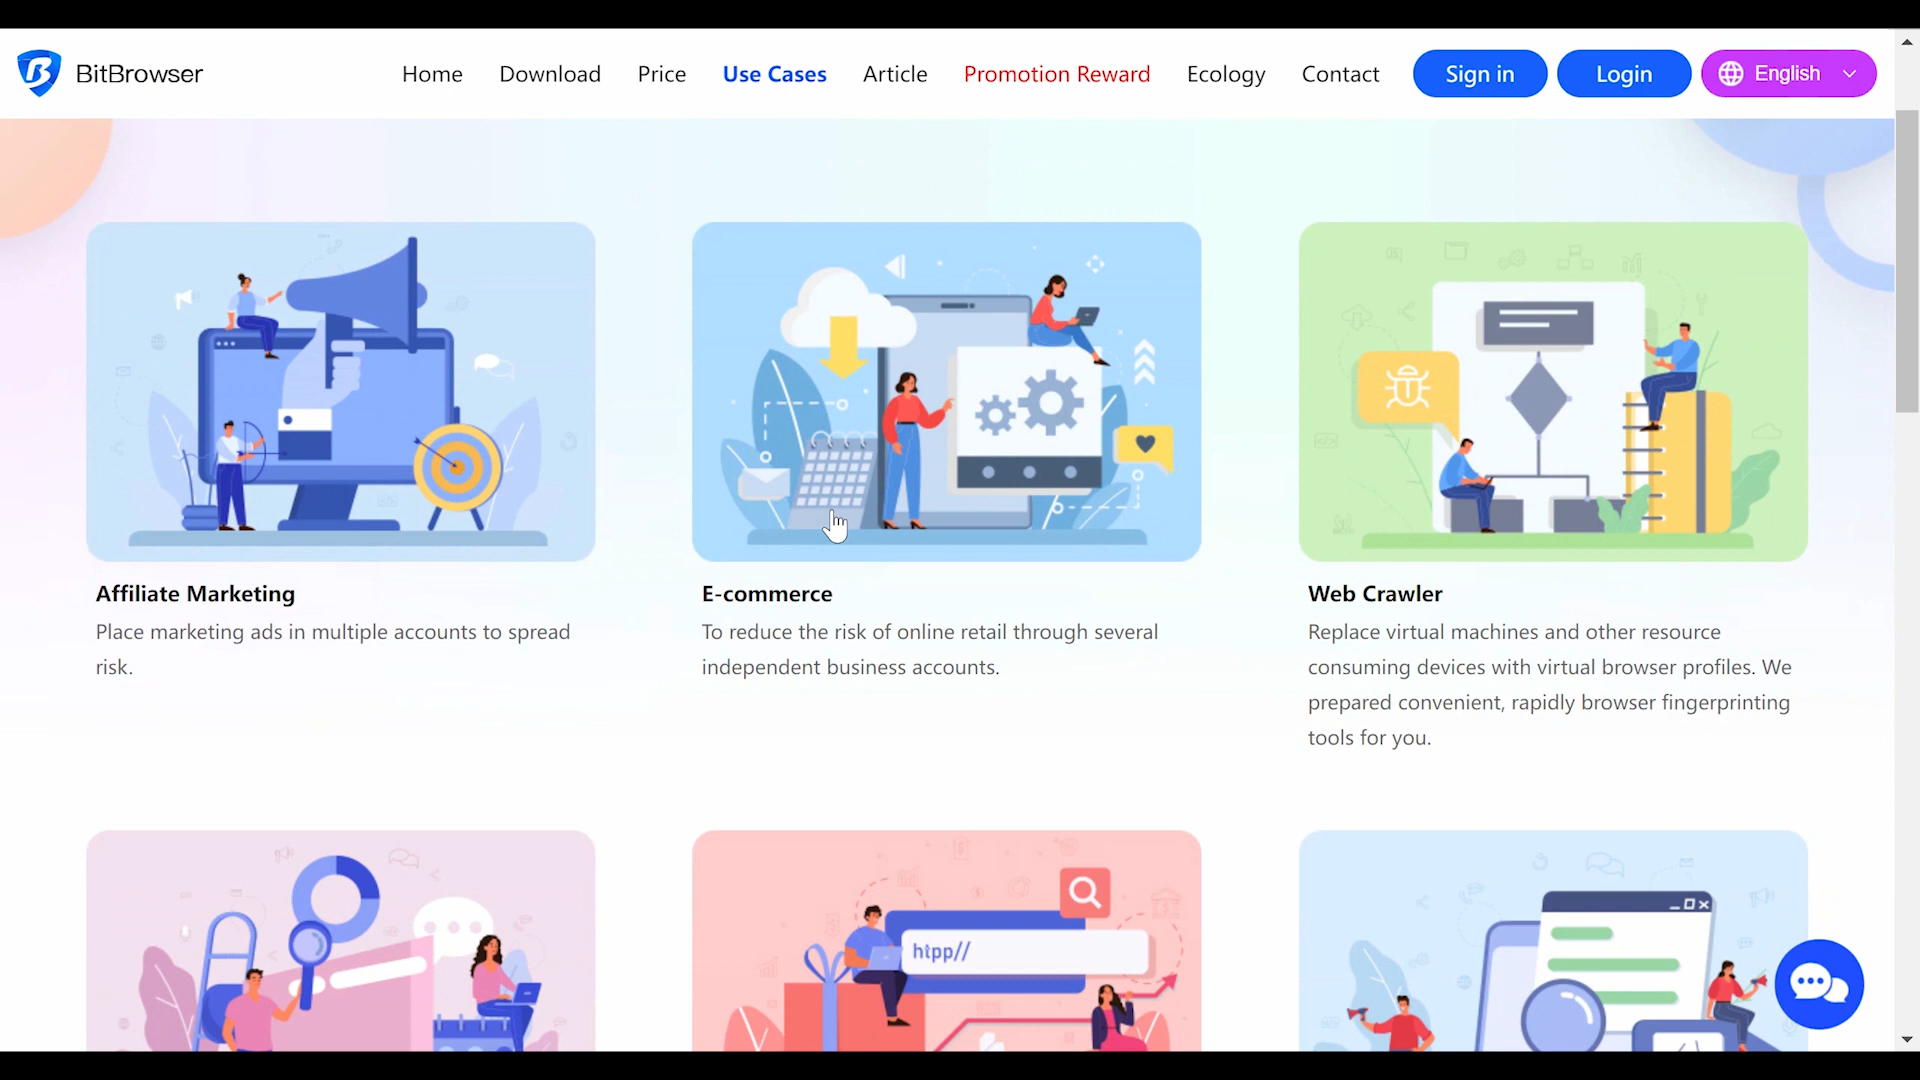 BitBrowser
Home
Download
Price
Use Cases
Article
Promotion Reward
Ecology
Contact
Sign in
Login
English
Affiliate Marketing
Place marketing ads in multiple accounts to spread
risk.
E-commerce
To reduce the risk of online retail through several
independent business accounts.
Web Crawler
Replace virtual machines and other resource
consuming devices with virtual browser profiles. We
prepared convenient, rapidly browser fingerprinting
tools for you.
htpp//